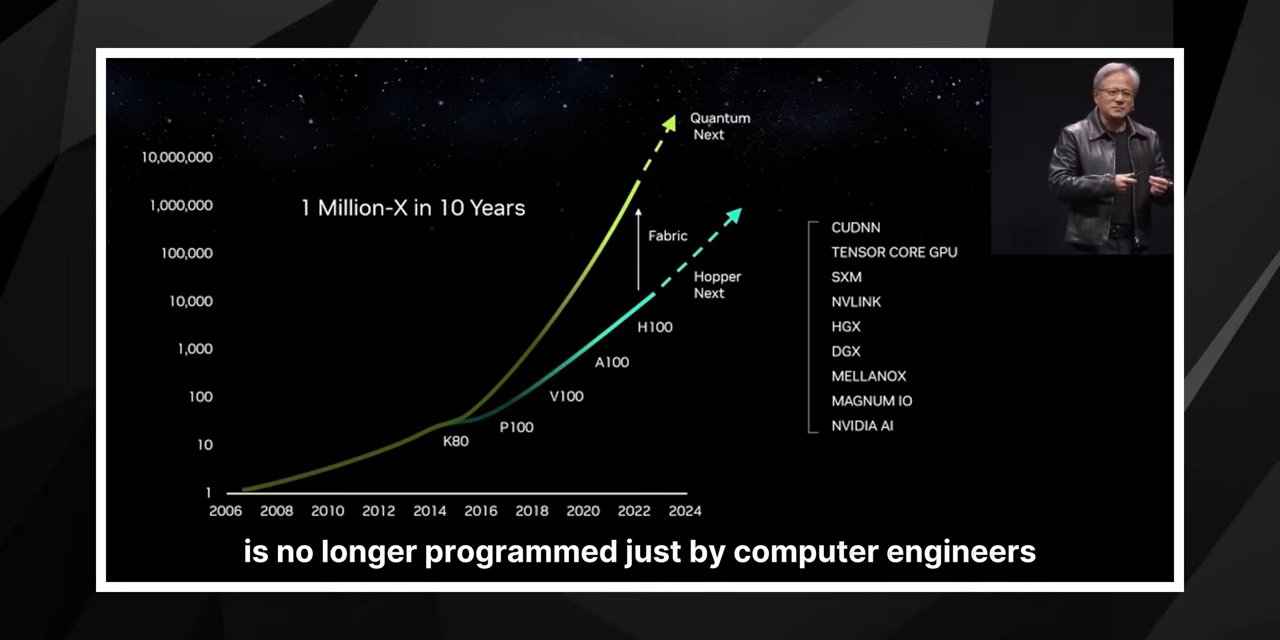 Quantum
Next
10,000,000
1,000,000
1 Million-X in 10 Years
Fabric
100,000
Hopper
Next
10,000
H100
1,000
A100
100
V100
P100
K80
10
1
2006 2008 2010 2012 2014 2016 2018 2020 2022 2024
CUDNN
TENSOR CORE GPU
SXM
NVLINK
HGX
DGX
MELLANOX
MAGNUM IO
NVIDIA AI
is no longer programmed just by computer engineers